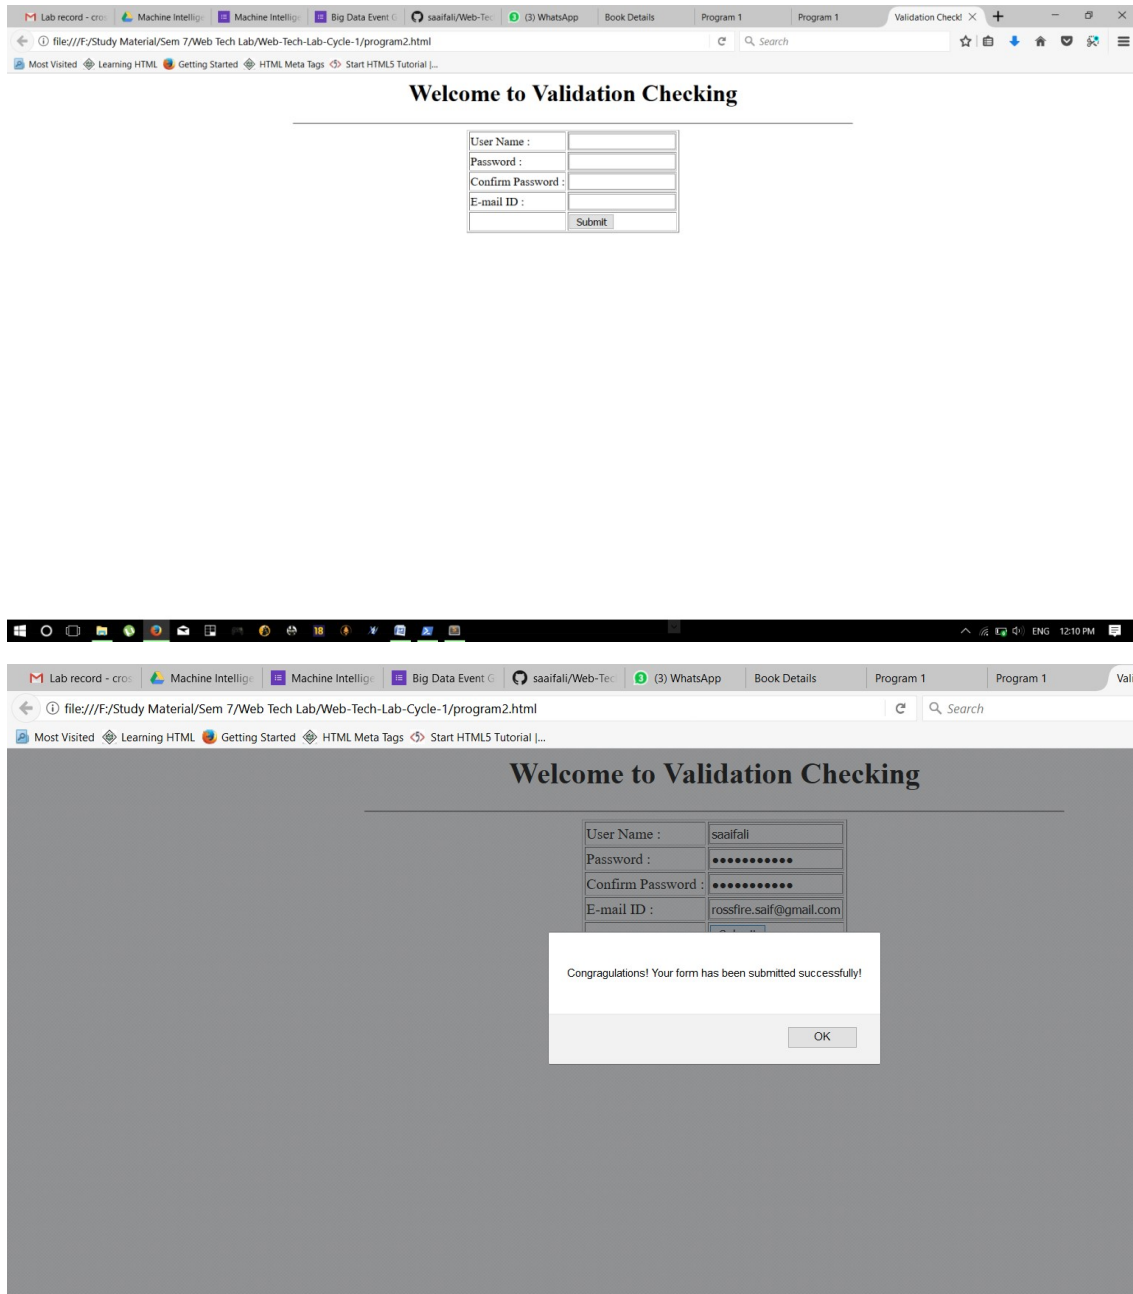 Lab record - cros Machine Intellige Machine Intellige Big Data Event G saaifali/Web-Tec (3) WhatsApp Book Details Program 1 Program 1 Validation Check!
file:///F:/Study Material/Sem 7/Web Tech Lab/Web-Tech-Lab-Cycle-1/program2.html Search
Most Visited Learning HTML Getting Started HTML Meta Tags Start HTML5 Tutorial |...
Welcome to Validation Checking
User Name :
Password :
Confirm Password :
E-mail ID :
Submit
18 ENG 12:10 PM
Lab record - cros Machine Intellige Machine Intellige Big Data Event G saaifali/Web-Tec (3) WhatsApp Book Details Program 1 Program 1 Vali
file:///F:/Study Material/Sem 7/Web Tech Lab/Web-Tech-Lab-Cycle-1/program2.html Search
Most Visited Learning HTML Getting Started HTML Meta Tags Start HTML5 Tutorial |...
Welcome to Validation Checking
User Name : saaifali
Password : ●●●●●●●●●●●
Confirm Password : ●●●●●●●●●●●
E-mail ID : rossfire.saif@gmail.com
Congragulations! Your form has been submitted successfully!
OK